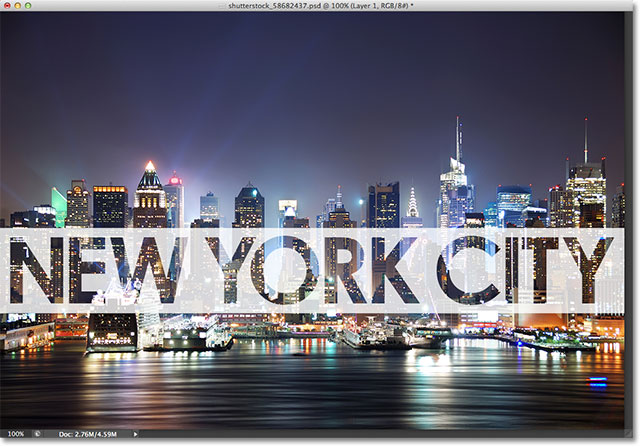 shutterstock_58682437.psd @ 100% (Layer 1, RGB/8#) *
NEW YORK CITY
100%
Doc: 2.76M/4.59M